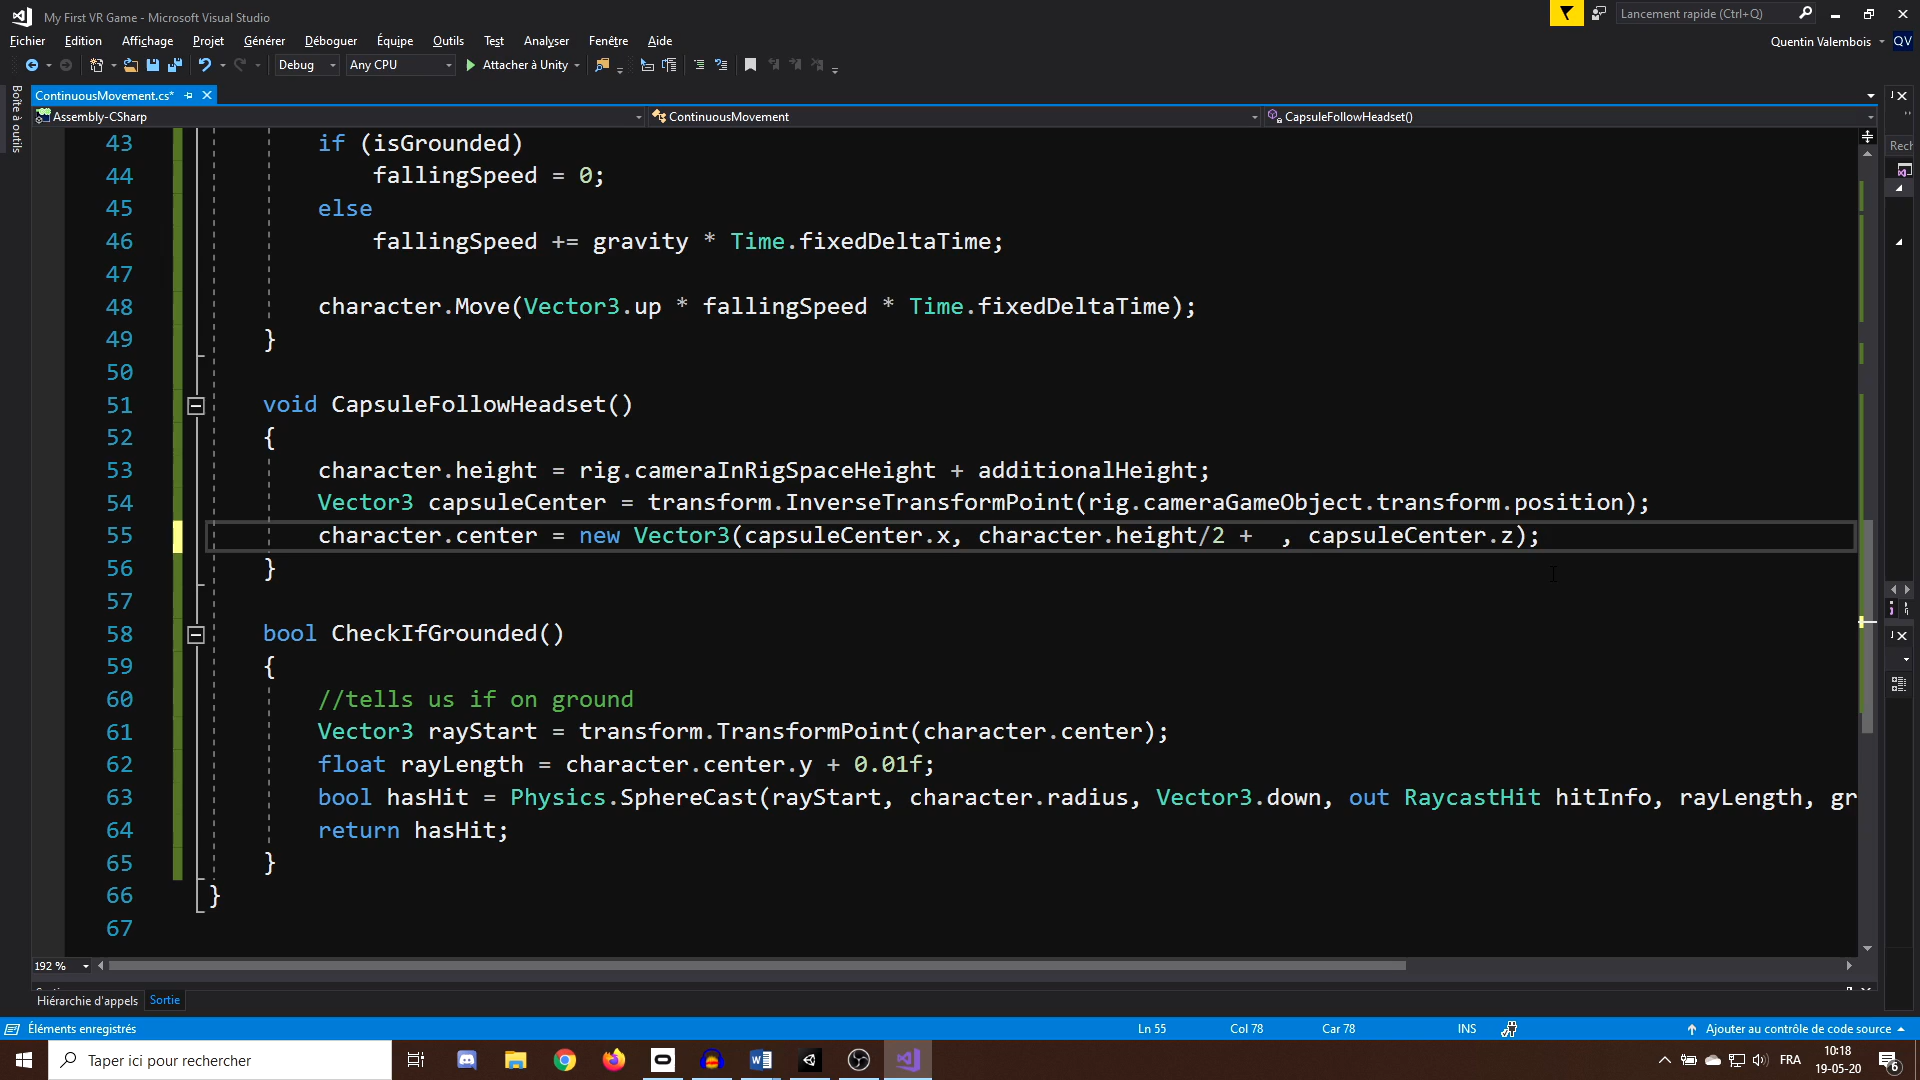 My First VR Game - Microsoft Visual Studio
Lancement rapide (Ctrl+Q)
Fichier Edition Affichage Projet Générer Déboguer Équipe Outils Test Analyser Fenêtre Aide
Quentin Valembois QV
Debug Any CPU Attacher à Unity
Boîte à outils
ContinuousMovement.cs*
Assembly-CSharp ContinuousMovement CapsuleFollowHeadset()
Rech
43 if (isGrounded)
44 fallingSpeed = 0;
45 else
46 fallingSpeed += gravity * Time.fixedDeltaTime;
47
48 character.Move(Vector3.up * fallingSpeed * Time.fixedDeltaTime);
49 }
50
51 void CapsuleFollowHeadset()
52 {
53 character.height = rig.cameraInRigSpaceHeight + additionalHeight;
54 Vector3 capsuleCenter = transform.InverseTransformPoint(rig.cameraGameObject.transform.position);
55 character.center = new Vector3(capsuleCenter.x, character.height/2 +  , capsuleCenter.z);
56 }
57
58 bool CheckIfGrounded()
59 {
60 //tells us if on ground
61 Vector3 rayStart = transform.TransformPoint(character.center);
62 float rayLength = character.center.y + 0.01f;
63 bool hasHit = Physics.SphereCast(rayStart, character.radius, Vector3.down, out RaycastHit hitInfo, rayLength, gr
64 return hasHit;
65 }
66 }
67
192 %
Hiérarchie d'appels Sortie
Éléments enregistrés Ln 55 Col 78 Car 78 INS Ajouter au contrôle de code source
Taper ici pour rechercher
FRA
10:18
19-05-20
6